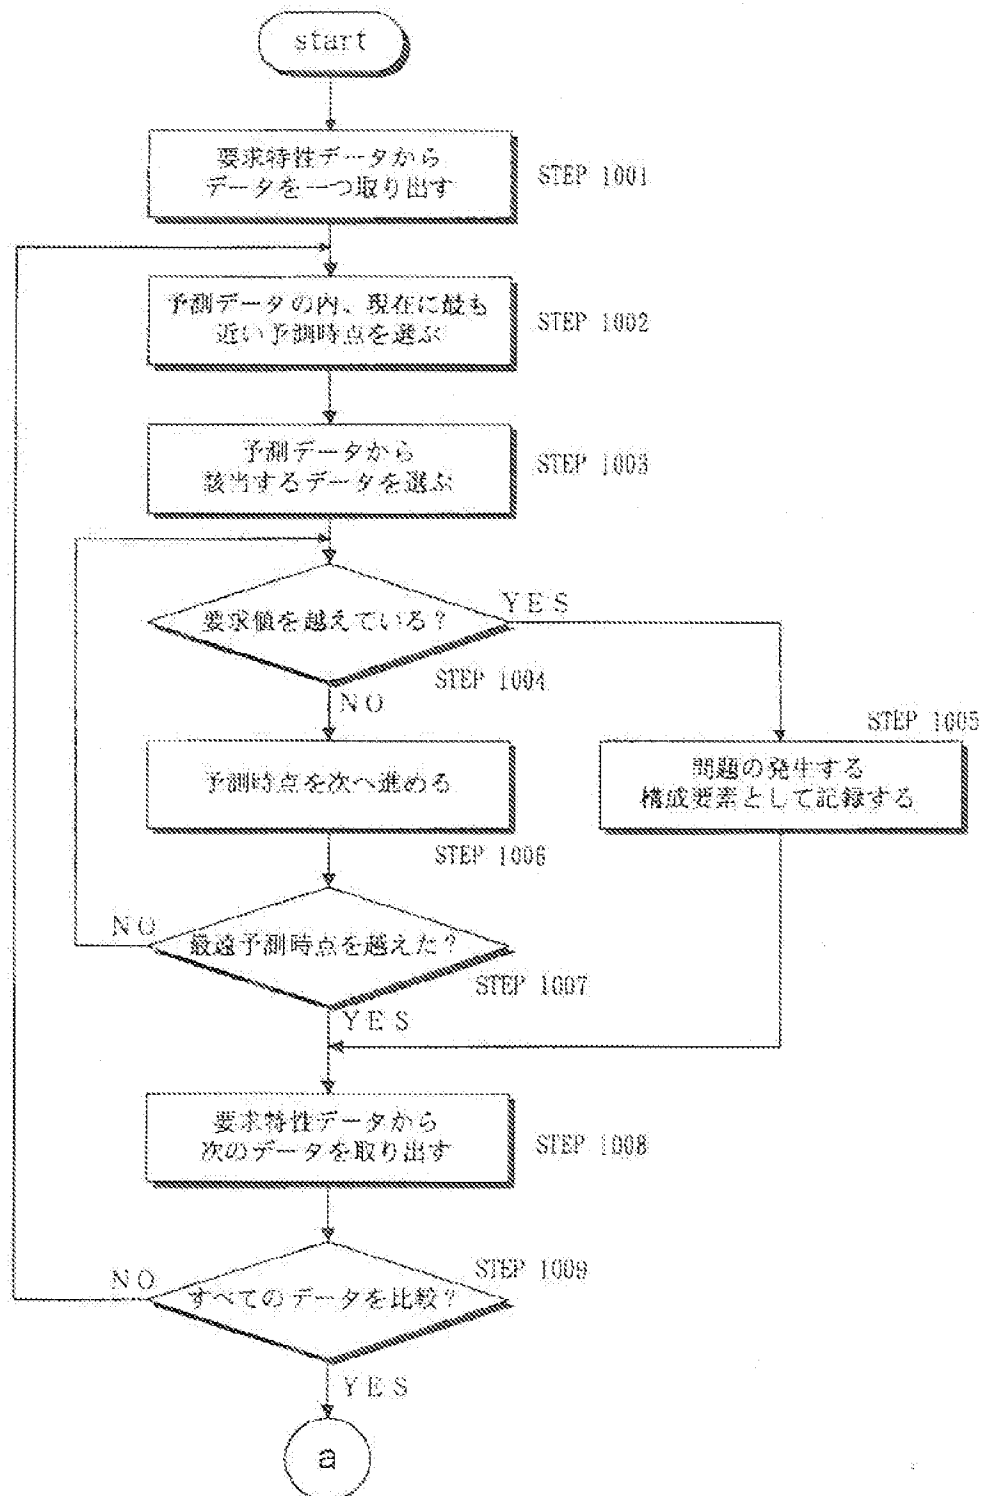 start
要求特性データから
データを一つ取り出す
STEP 1001
予測データの内、現在に最も
近い予測時点を選ぶ
STEP 1002
予測データから
該当するデータを選ぶ
STEP 1003
要求値を越えている？
YES
STEP 1004
NO
STEP 1005
予測時点を次へ進める
問題の発生する
構成要素として記録する
STEP 1006
NO
最遠予測時点を越えた？
STEP 1007
YES
要求特性データから
次のデータを取り出す
STEP 1008
STEP 1009
NO
すべてのデータを比較？
YES
a